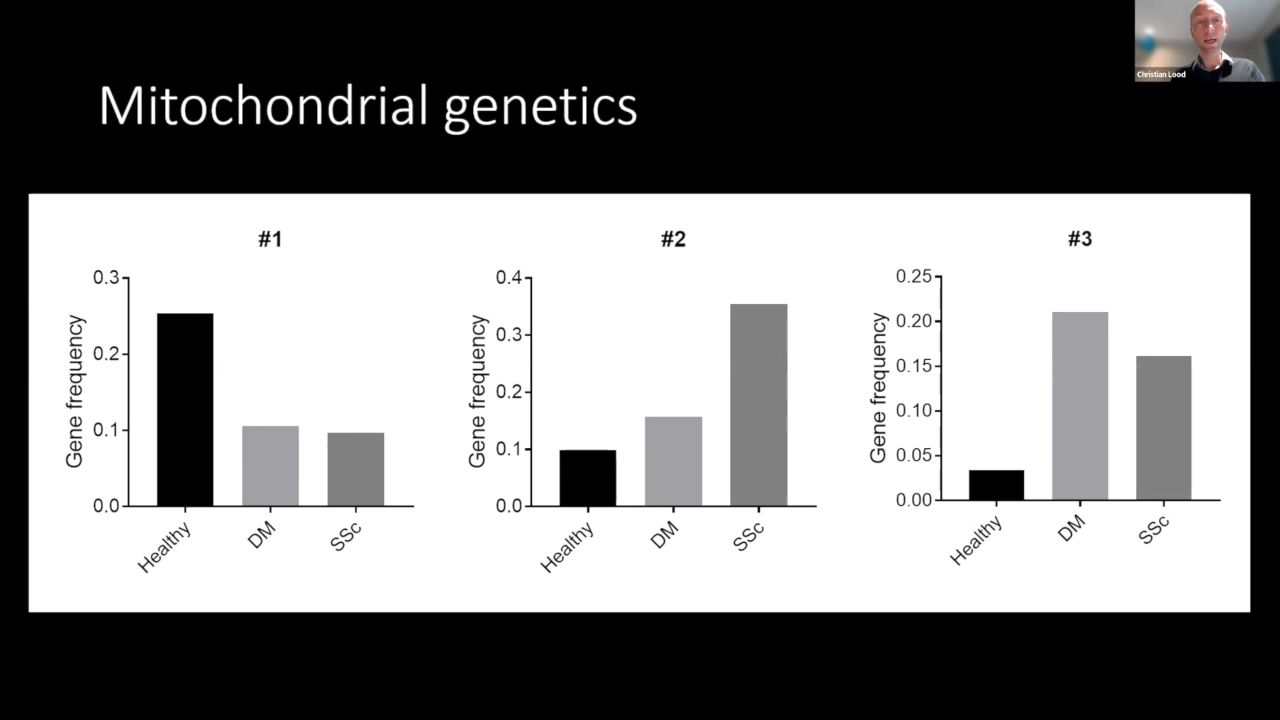 Christian Lood
Mitochondrial genetics
#1
Gene frequency
0.3
0.2
0.1
0.0
Healthy
DM
SSc
#2
Gene frequency
0.4
0.3
0.2
0.1
0.0
Healthy
DM
SSc
#3
Gene frequency
0.25
0.20
0.15
0.10
0.05
0.00
Healthy
DM
SSc